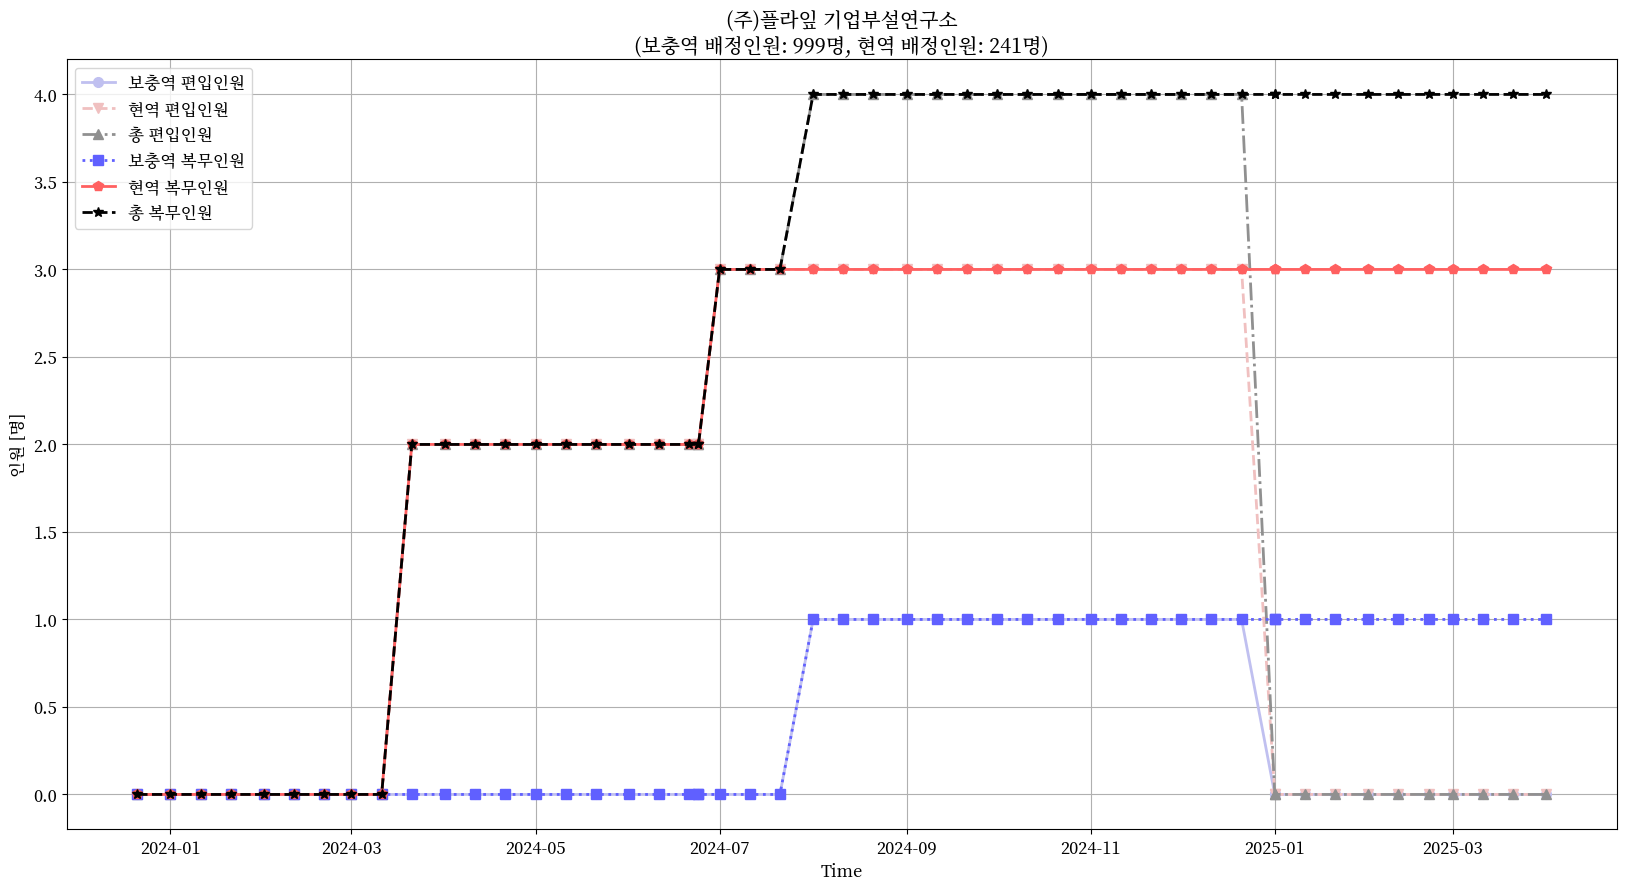 (주)플라잎 기업부설연구소
(보충역 배정인원: 999명, 현역 배정인원: 241명)
보충역 편입인원
현역 편입인원
총 편입인원
보충역 복무인원
현역 복무인원
총 복무인원
4.0
3.5
3.0
2.5
2.0
1.5
1.0
0.5
0.0
인원 [명]
2024-01 2024-03 2024-05 2024-07 2024-09 2024-11 2025-01 2025-03
Time